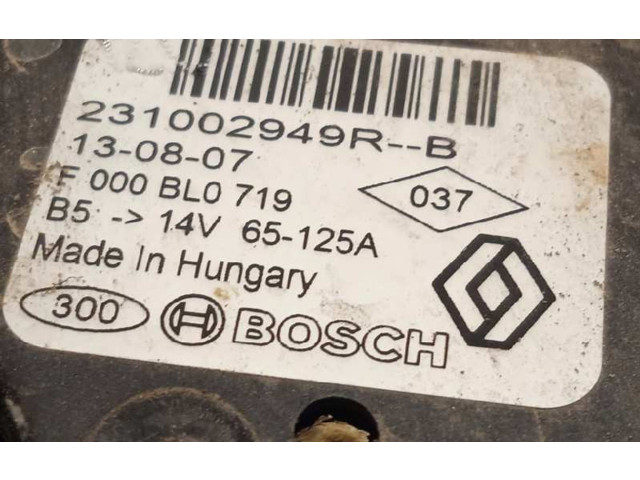 231002949R--B
13-08-07
F 000 BL0 719
037
B5 -> 14V 65-125A
Made In Hungary
300
BOSCH